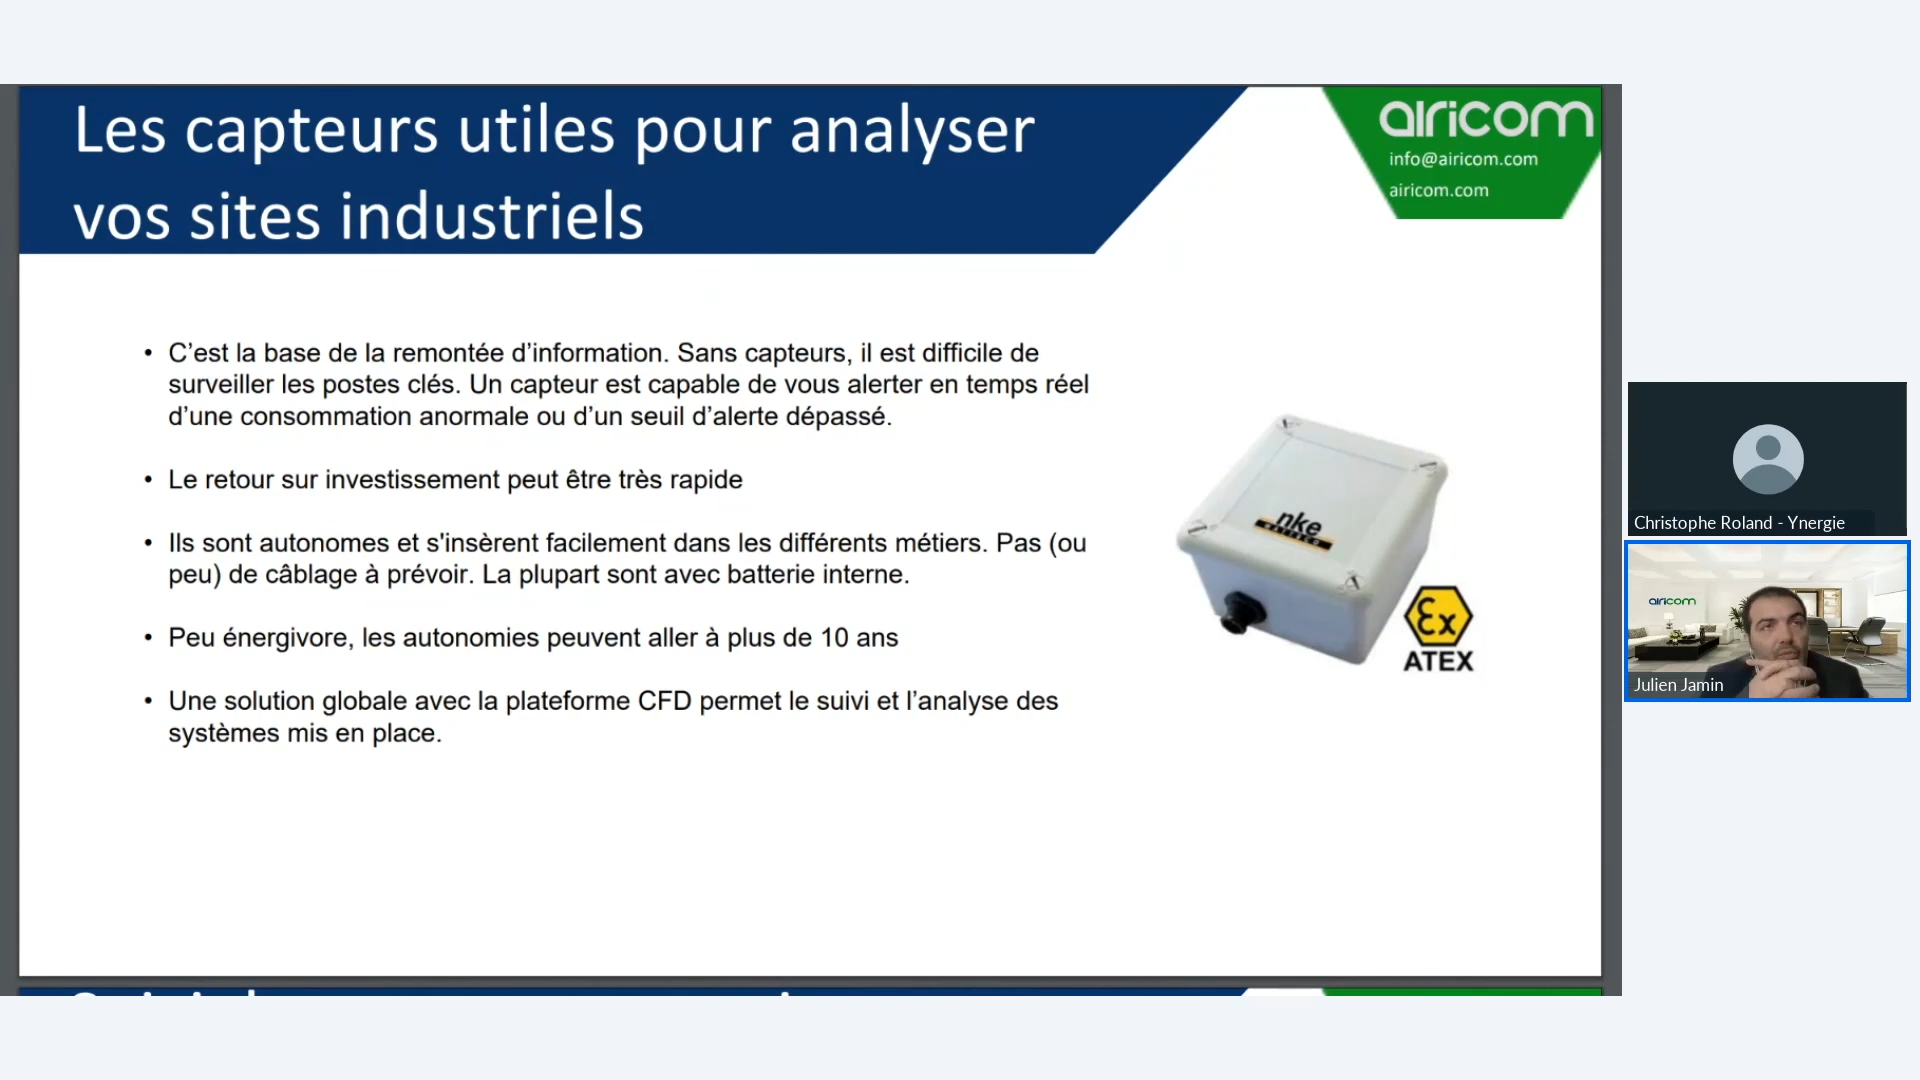 Les capteurs utiles pour analyser
vos sites industriels
airicom
info@airicom.com
airicom.com
• C’est la base de la remontée d’information. Sans capteurs, il est difficile de
surveiller les postes clés. Un capteur est capable de vous alerter en temps réel
d’une consommation anormale ou d’un seuil d’alerte dépassé.
• Le retour sur investissement peut être très rapide
• Ils sont autonomes et s'insèrent facilement dans les différents métiers. Pas (ou
peu) de câblage à prévoir. La plupart sont avec batterie interne.
• Peu énergivore, les autonomies peuvent aller à plus de 10 ans
• Une solution globale avec la plateforme CFD permet le suivi et l’analyse des
systèmes mis en place.
nke
WATTECO
Ex
ATEX
Christophe Roland - Ynergie
airicom
Julien Jamin